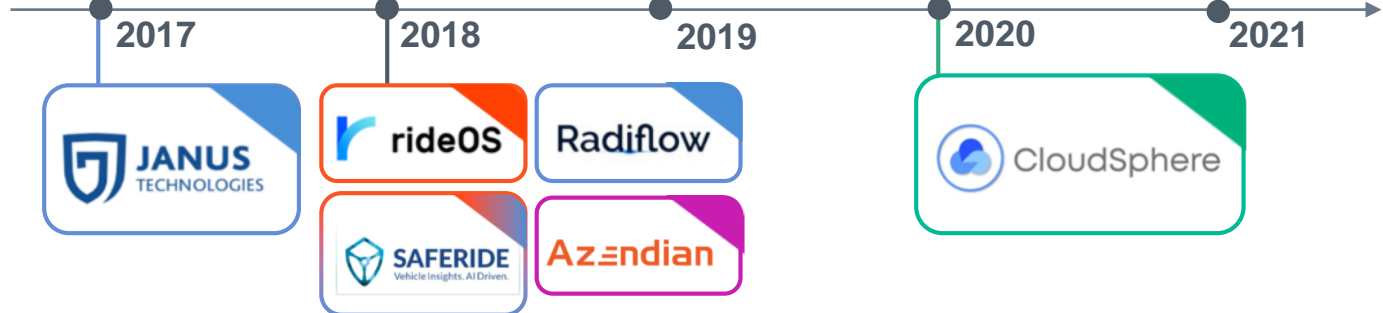 2017
2018
2019
2020
2021
JANUS
TECHNOLOGIES
rideOS
Radiflow
CloudSphere
SAFERIDE
Vehicle Insights. AI Driven.
Azendian